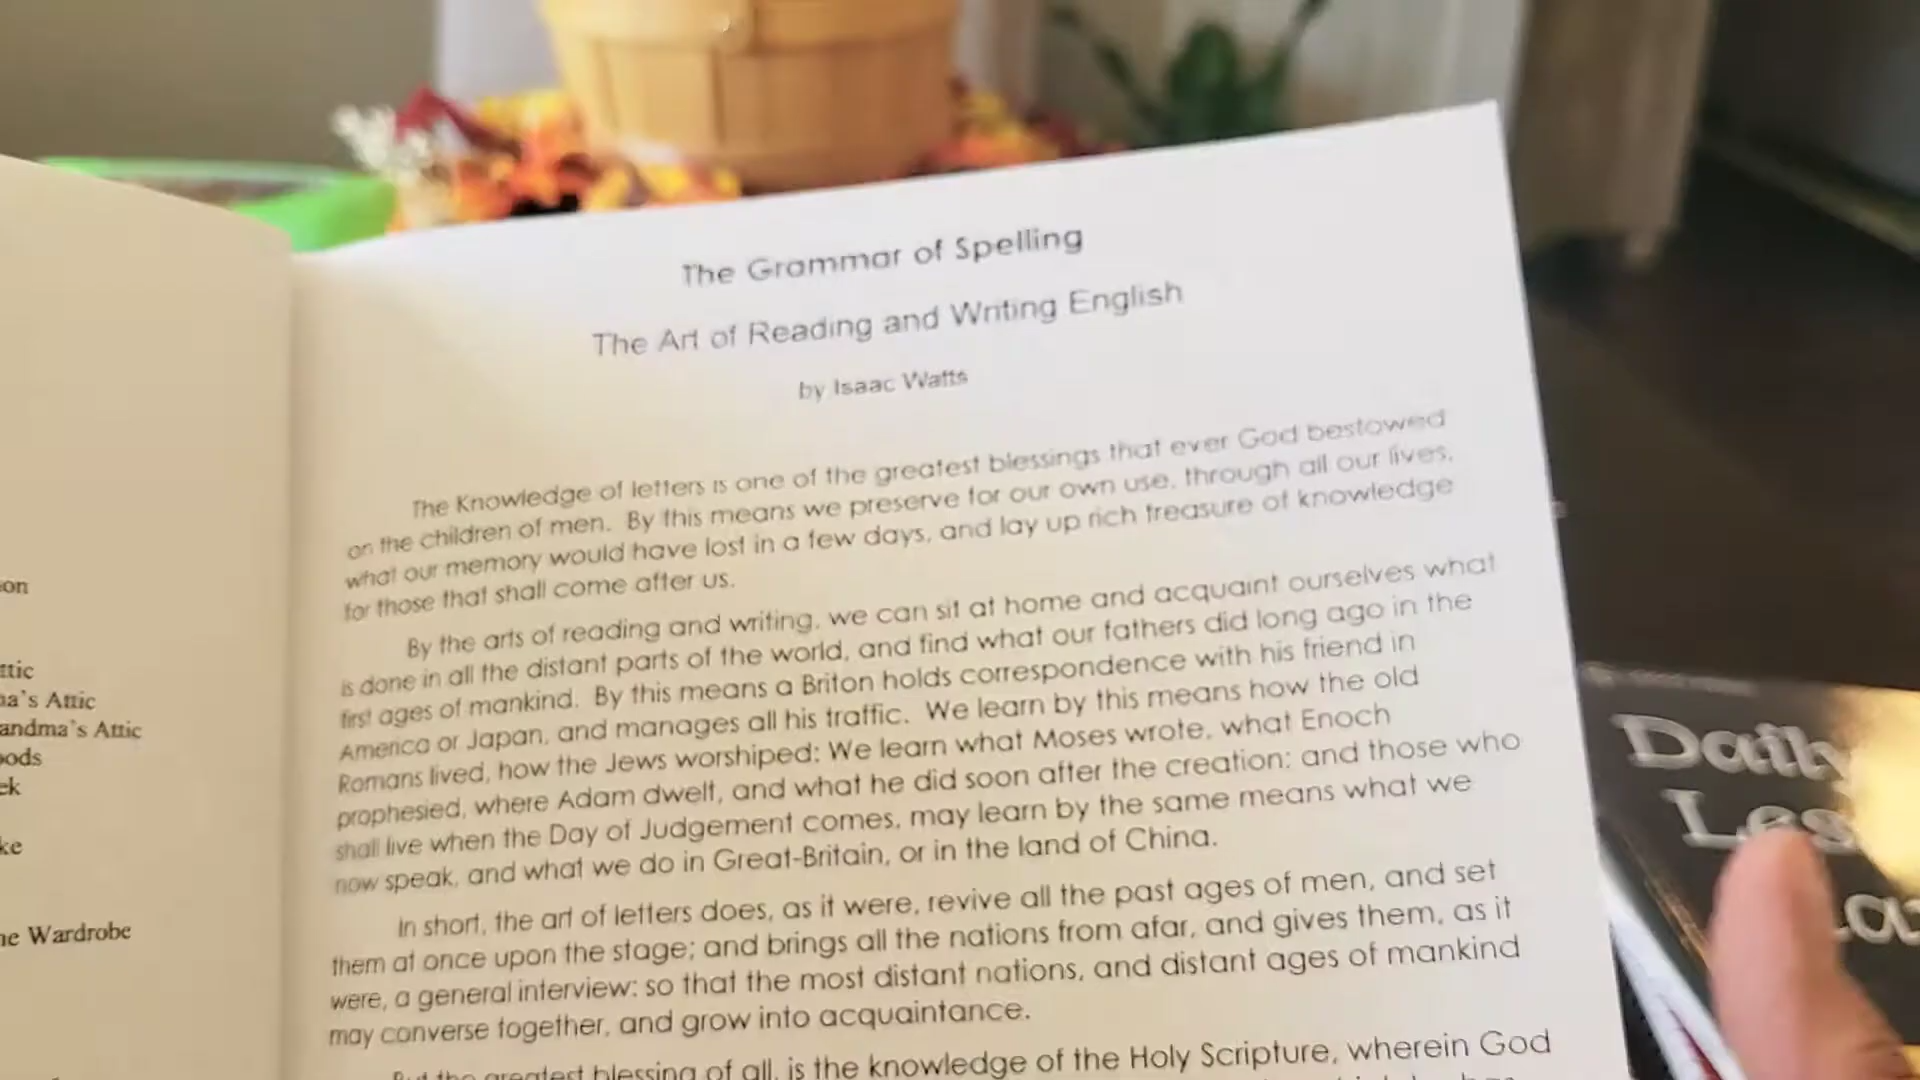 on
ttic
a's Attic
andma's Attic
oods
ek
ke
he Wardrobe
The Grammar of Spelling
The Art of Reading and Writing English
by Isaac Watts
The Knowledge of letters is one of the greatest blessings that ever God bestowed
on the children of men. By this means we preserve for our own use, through all our lives,
what our memory would have lost in a few days, and lay up rich treasure of knowledge
for those that shall come after us.
By the arts of reading and writing, we can sit at home and acquaint ourselves what
is done in all the distant parts of the world, and find what our fathers did long ago in the
first ages of mankind. By this means a Briton holds correspondence with his friend in
America or Japan, and manages all his traffic. We learn by this means how the old
Romans lived, how the Jews worshiped: We learn what Moses wrote, what Enoch
prophesied, where Adam dwelt, and what he did soon after the creation; and those who
shall live when the Day of Judgement comes, may learn by the same means what we
now speak, and what we do in Great-Britain, or in the land of China.
In short, the art of letters does, as it were, revive all the past ages of men, and set
them at once upon the stage; and brings all the nations from afar, and gives them, as it
were, a general interview: so that the most distant nations, and distant ages of mankind
may converse together, and grow into acquaintance.
But the greatest blessing of all, is the knowledge of the Holy Scripture, wherein God
Daily
Les